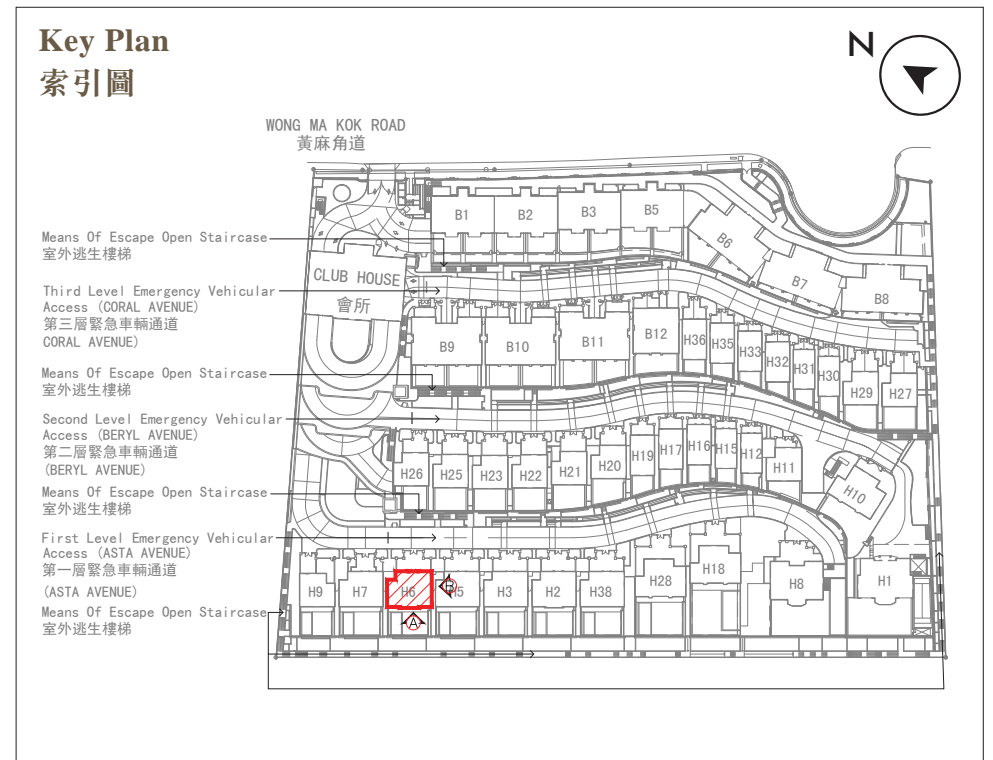 Key Plan
索引圖
N
WONG MA KOK ROAD
黃麻角道
Means Of Escape Open Staircase
室外逃生樓梯
CLUB HOUSE
會所
Third Level Emergency Vehicular
Access (CORAL AVENUE)
第三層緊急車輛通道
CORAL AVENUE)
Means Of Escape Open Staircase
室外逃生樓梯
Second Level Emergency Vehicular
Access (BERYL AVENUE)
第二層緊急車輛通道
(BERYL AVENUE)
Means Of Escape Open Staircase
室外逃生樓梯
First Level Emergency Vehicular
Access (ASTA AVENUE)
第一層緊急車輛通道
(ASTA AVENUE)
Means Of Escape Open Staircase
室外逃生樓梯
B1 B2 B3 B5 B6 B7 B8
B9 B10 B11 B12 H36 H35 H33 H32 H31 H30 H29 H27
H26 H25 H23 H22 H21 H20 H19 H17 H16 H15 H12 H11 H10
H9 H7 H6 H5 H3 H2 H38 H28 H18 H8 H1
B
A